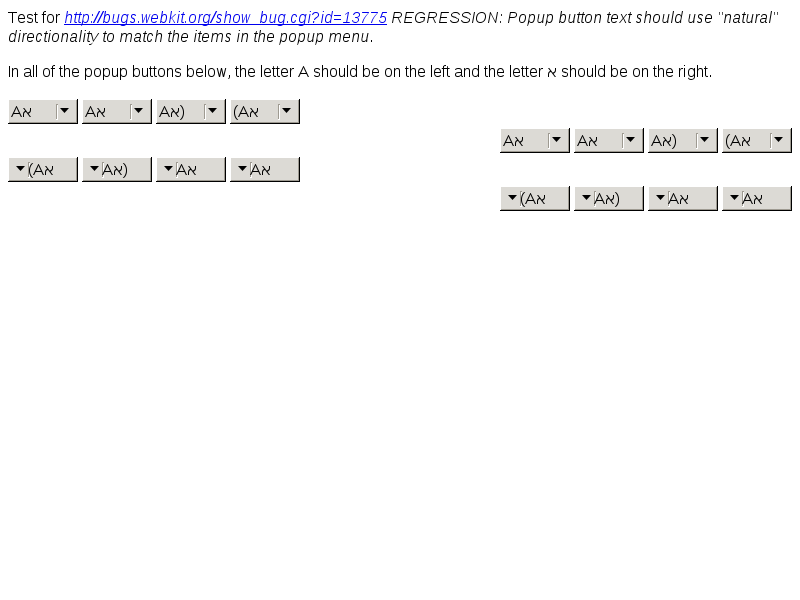 Test for http://bugs.webkit.org/show_bug.cgi?id=13775 REGRESSION: Popup button text should use "natural"
directionality to match the items in the popup menu.
In all of the popup buttons below, the letter A should be on the left and the letter א should be on the right.
Aא Aא Aא) (Aא
Aא Aא Aא) (Aא
(Aא Aא) Aא Aא
(Aא Aא) Aא Aא